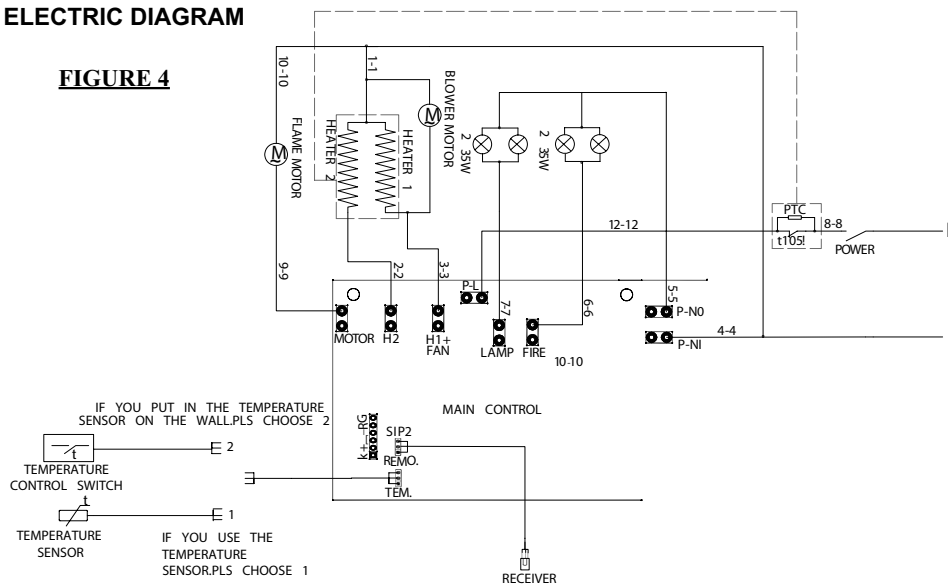 ELECTRIC DIAGRAM
FIGURE 4
10-10
1-1
BLOWER MOTOR
M
M
FLAME MOTOR
HEATER 2
HEATER 1
2 35W
2 35W
PTC
t105!
8-8
POWER
12-12
9-9
2-2
3-3
P-L
7-7
6-6
5-5
P-N0
MOTOR
H2
H1+
FAN
LAMP
FIRE
10-10
4-4
P-NI
IF YOU PUT IN THE TEMPERATURE
SENSOR ON THE WALL.PLS CHOOSE 2
MAIN CONTROL
SIP2
REMO.
TEM.
t
2
TEMPERATURE
CONTROL SWITCH
t
1
TEMPERATURE
SENSOR
IF YOU USE THE
TEMPERATURE
SENSOR.PLS CHOOSE 1
RECEIVER